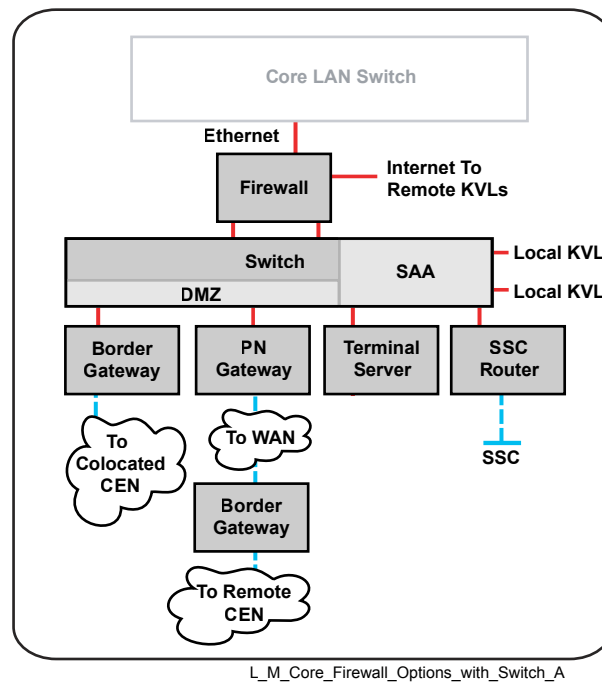 Core LAN Switch
Ethernet
Firewall
Internet To
Remote KVLs
Switch
DMZ
SAA
Local KVL
Local KVL
Border
Gateway
PN
Gateway
Terminal
Server
SSC
Router
To
Colocated
CEN
To WAN
SSC
Border
Gateway
To Remote
CEN
L_M_Core_Firewall_Options_with_Switch_A